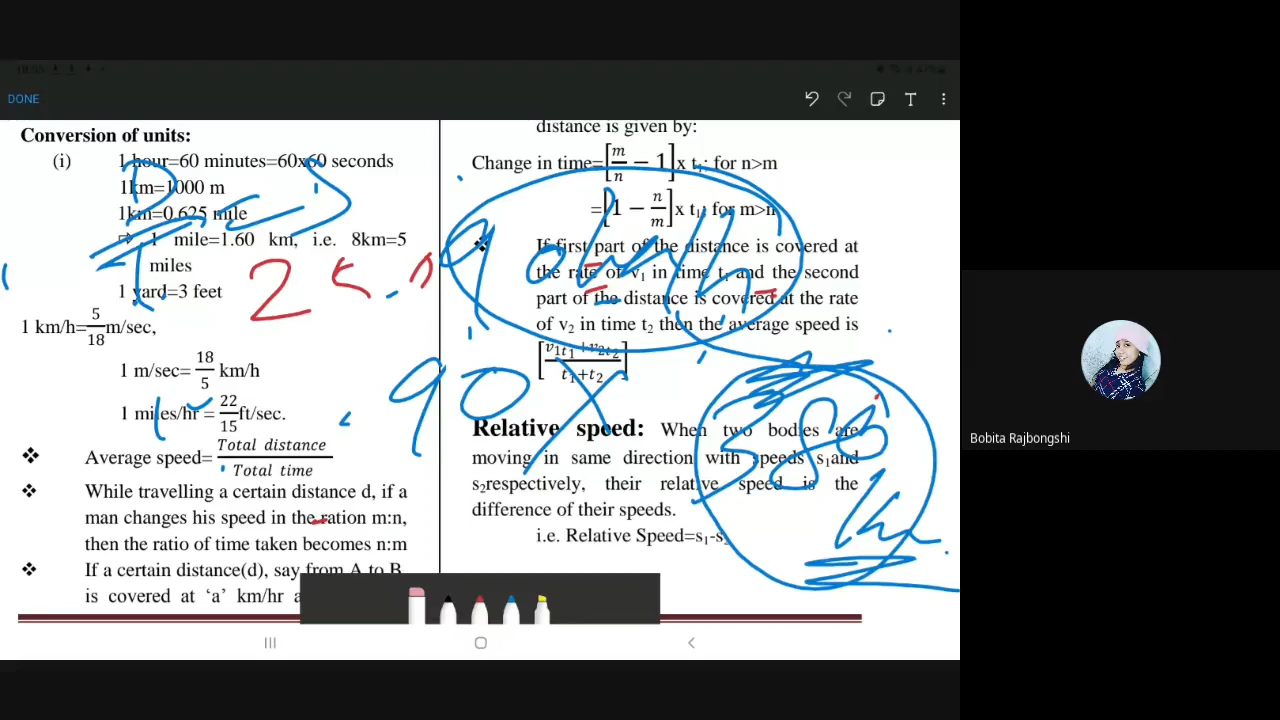 DONE
Conversion of units:
(i) 1 hour=60 minutes=60x60 seconds
1km=1000 m
1km=0.625 mile
⇨ 1 mile=1.60 km, i.e. 8km=5
miles
1 yard=3 feet
1 km/h=5/18 m/sec,
1 m/sec= 18/5 km/h
1 miles/hr = 22/15 ft/sec.
❖ Average speed= Total distance / Total time
❖ While travelling a certain distance d, if a
man changes his speed in the ration m:n,
then the ratio of time taken becomes n:m
❖ If a certain distance(d), say from A to B,
is covered at ‘a’ km/hr a
distance is given by:
Change in time=[m/n − 1]x t₁; for n>m
=[1 − n/m]x t₁; for m>n
❖ If first part of the distance is covered at
the rate of v₁ in time t₁ and the second
part of the distance is covered at the rate
of v₂ in time t₂ then the average speed is
[v₁t₁+v₂t₂ / t₁+t₂]
Relative speed: When two bodies are
moving in same direction with speeds s₁and
s₂respectively, their relative speed is the
difference of their speeds.
i.e. Relative Speed=s₁-s
D
2
90
Bobita Rajbongshi